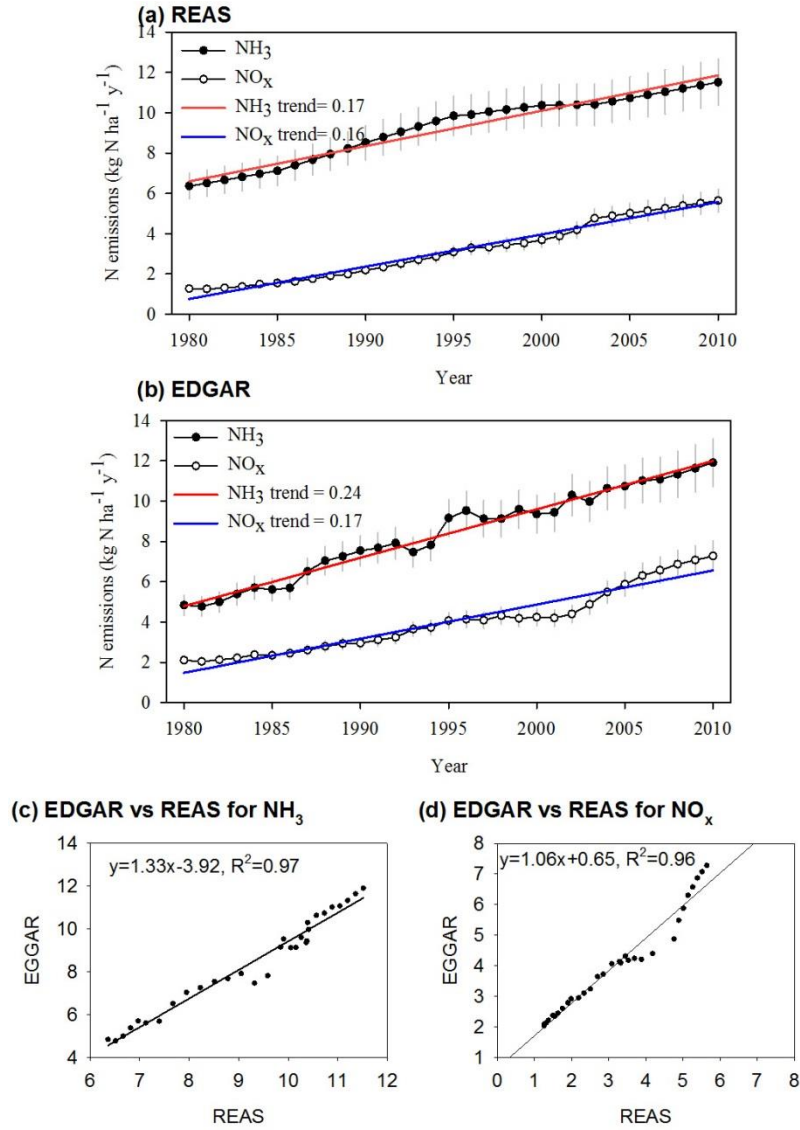 (a) REAS
14
12
10
8
6
4
2
0
N emissions (kg N ha⁻¹ y⁻¹)
NH₃
NOₓ
NH₃ trend= 0.17
NOₓ trend= 0.16
1980 1985 1990 1995 2000 2005 2010
Year
(b) EDGAR
14
12
10
8
6
4
2
0
N emissions (kg N ha⁻¹ y⁻¹)
NH₃
NOₓ
NH₃ trend = 0.24
NOₓ trend = 0.17
1980 1985 1990 1995 2000 2005 2010
Year
(c) EDGAR vs REAS for NH₃
14
12
10
8
6
4
EGGAR
y=1.33x-3.92, R²=0.97
6 7 8 9 10 11 12
REAS
(d) EDGAR vs REAS for NOₓ
8
7
6
5
4
3
2
1
EGGAR
y=1.06x+0.65, R²=0.96
0 1 2 3 4 5 6 7 8
REAS